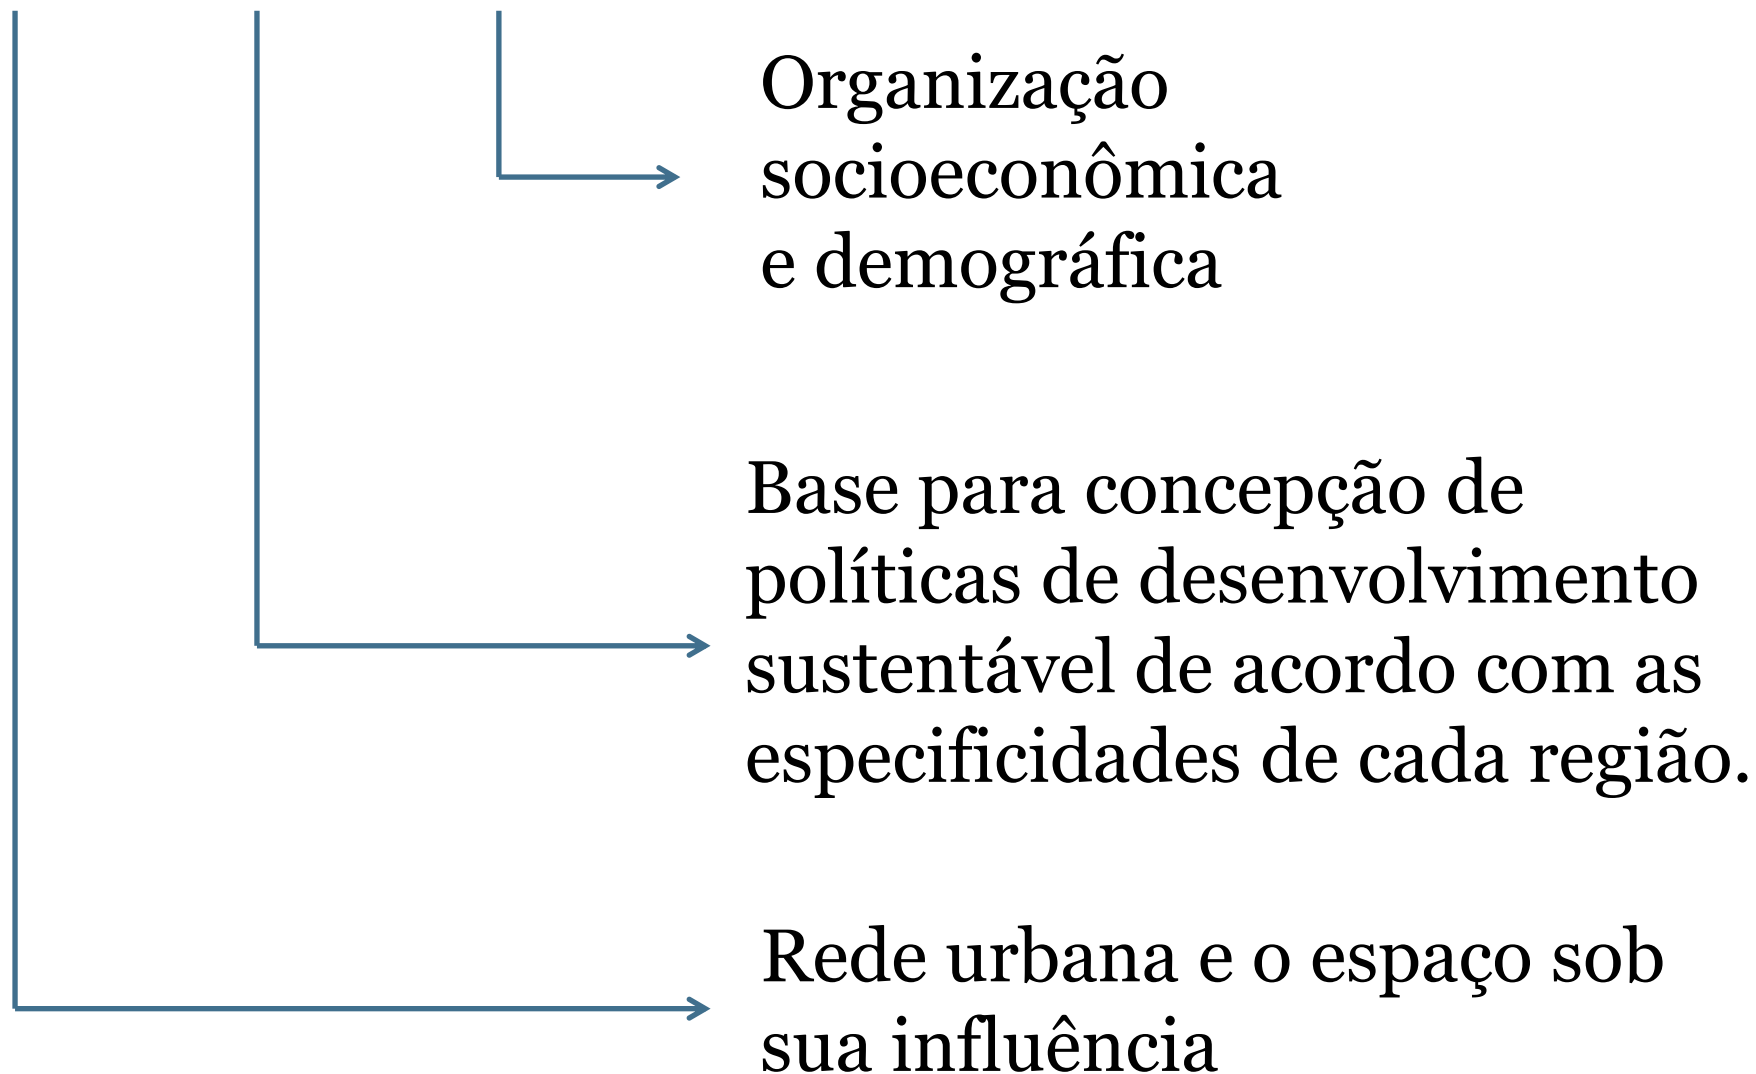 Organização
socioeconômica
e demográfica
Base para concepção de
políticas de desenvolvimento
sustentável de acordo com as
especificidades de cada região.
Rede urbana e o espaço sob
sua influência